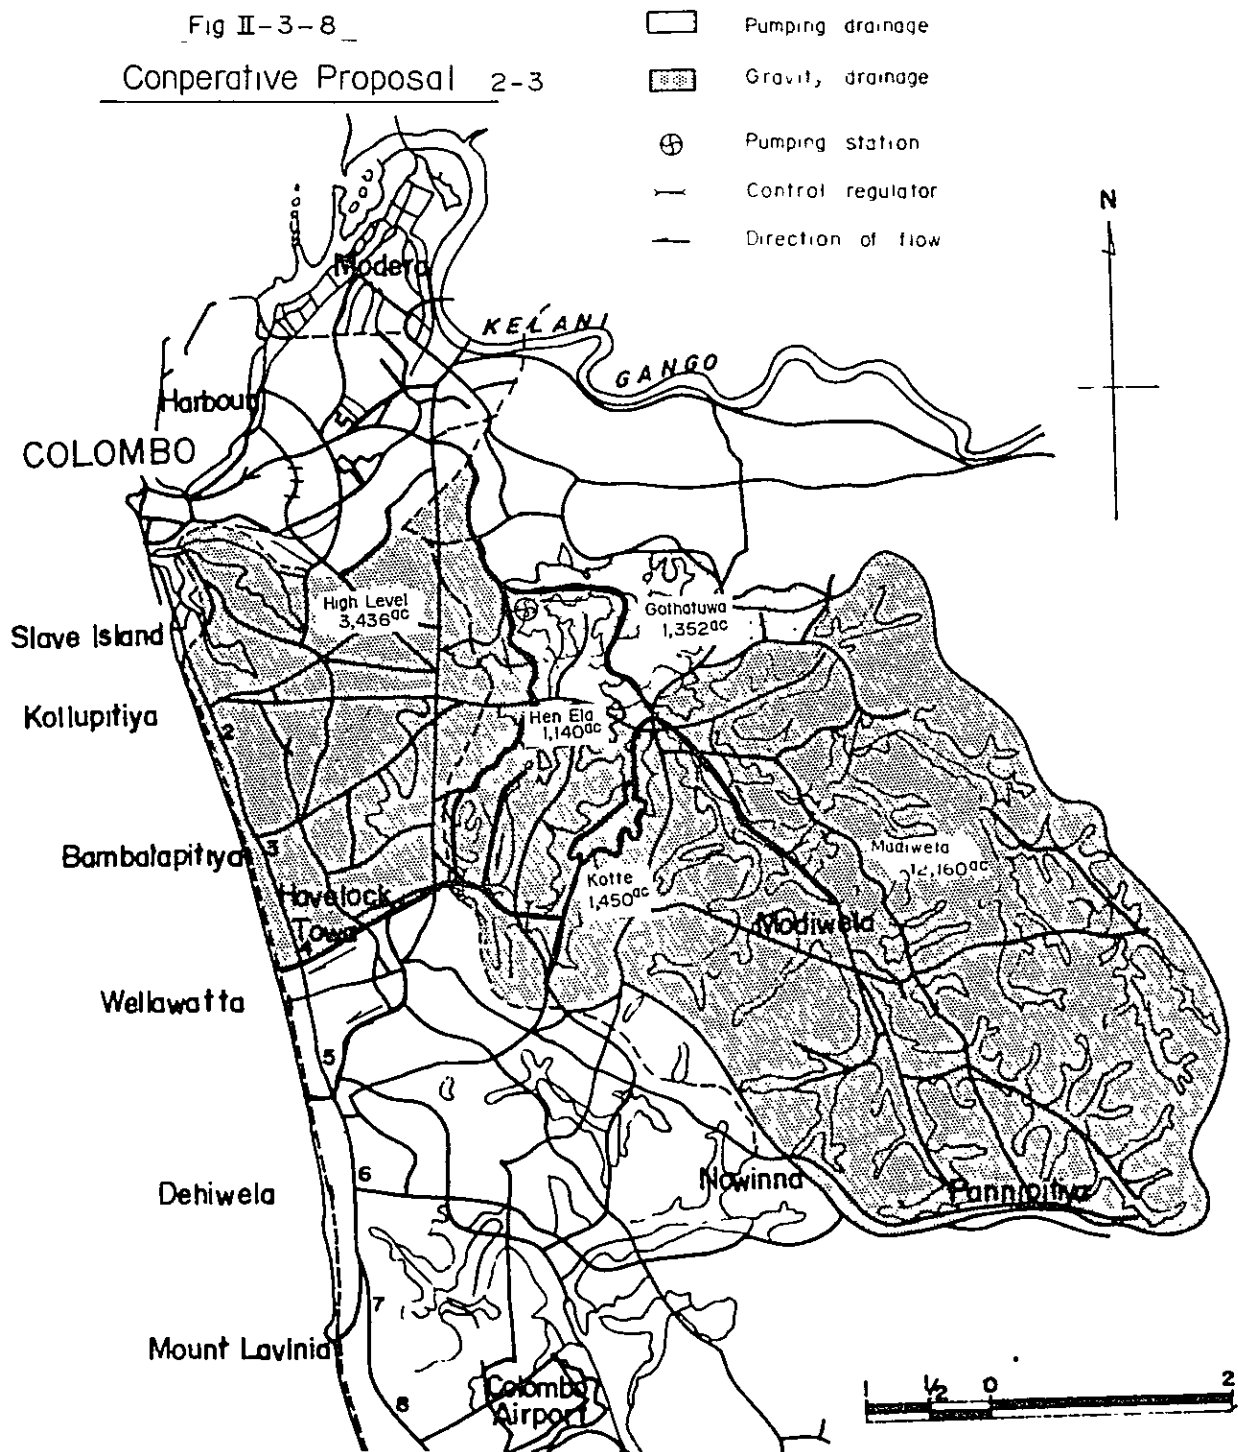 Fig II-3-8
Conperative Proposal 2-3
Pumping drainage
Gravit, drainage
Pumping station
Control regulator
Direction of flow
N
Modera
KELANI
GANGO
Harbour
COLOMBO
High Level
3,436ac
Gothatuwa
1,352ac
Slave Island
Kollupitiya
2
Hen Ela
1,140ac
Bambalapitiya
3
Mudiwela
12,160ac
Kotte
1,450ac
Havelock
Town
4
Modiwela
Wellawatta
5
6
Dehiwela
Nawinna
Pannipitiya
7
Mount Lavinia
8
Colombo
Airport
1 ½ 0 2